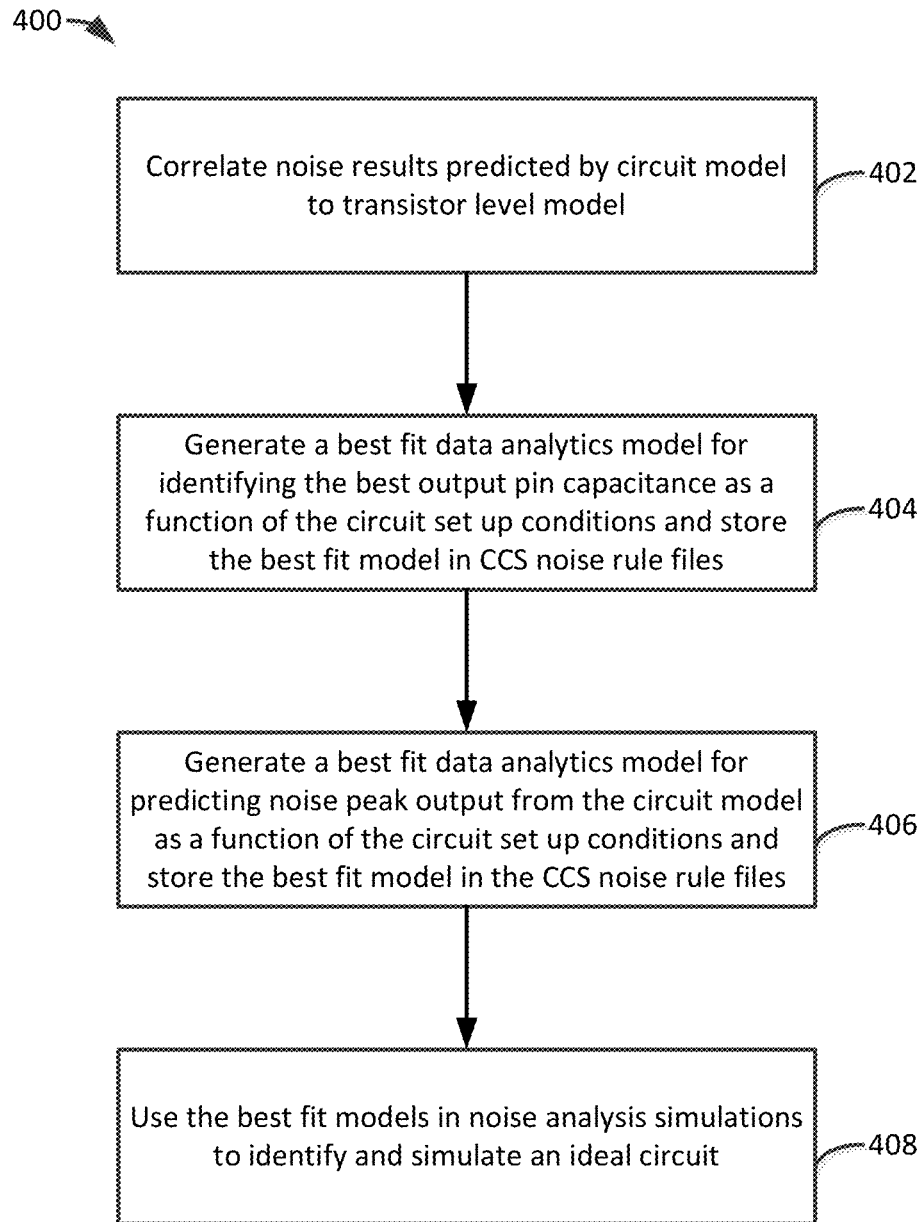 400
Correlate noise results predicted by circuit model
to transistor level model
402
Generate a best fit data analytics model for
identifying the best output pin capacitance as a
function of the circuit set up conditions and store
the best fit model in CCS noise rule files
404
Generate a best fit data analytics model for
predicting noise peak output from the circuit model
as a function of the circuit set up conditions and
store the best fit model in the CCS noise rule files
406
Use the best fit models in noise analysis simulations
to identify and simulate an ideal circuit
408